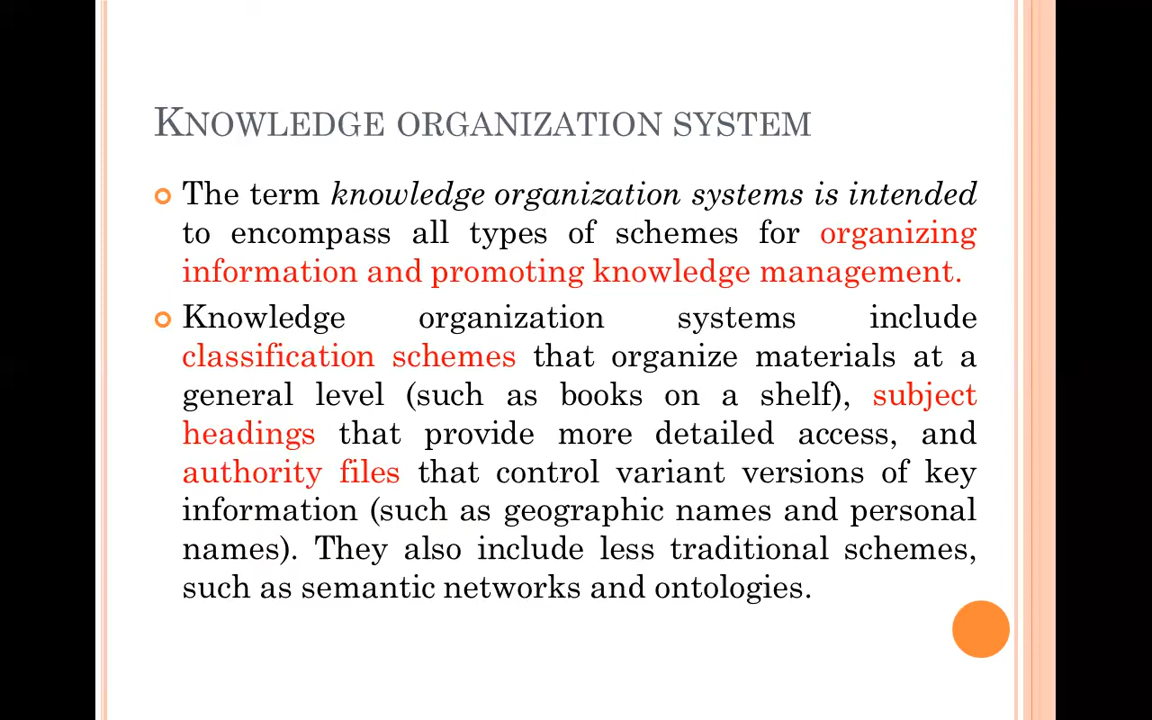 KNOWLEDGE ORGANIZATION SYSTEM
The term knowledge organization systems is intended
to encompass all types of schemes for organizing
information and promoting knowledge management.
Knowledge organization systems include
classification schemes that organize materials at a
general level (such as books on a shelf), subject
headings that provide more detailed access, and
authority files that control variant versions of key
information (such as geographic names and personal
names). They also include less traditional schemes,
such as semantic networks and ontologies.